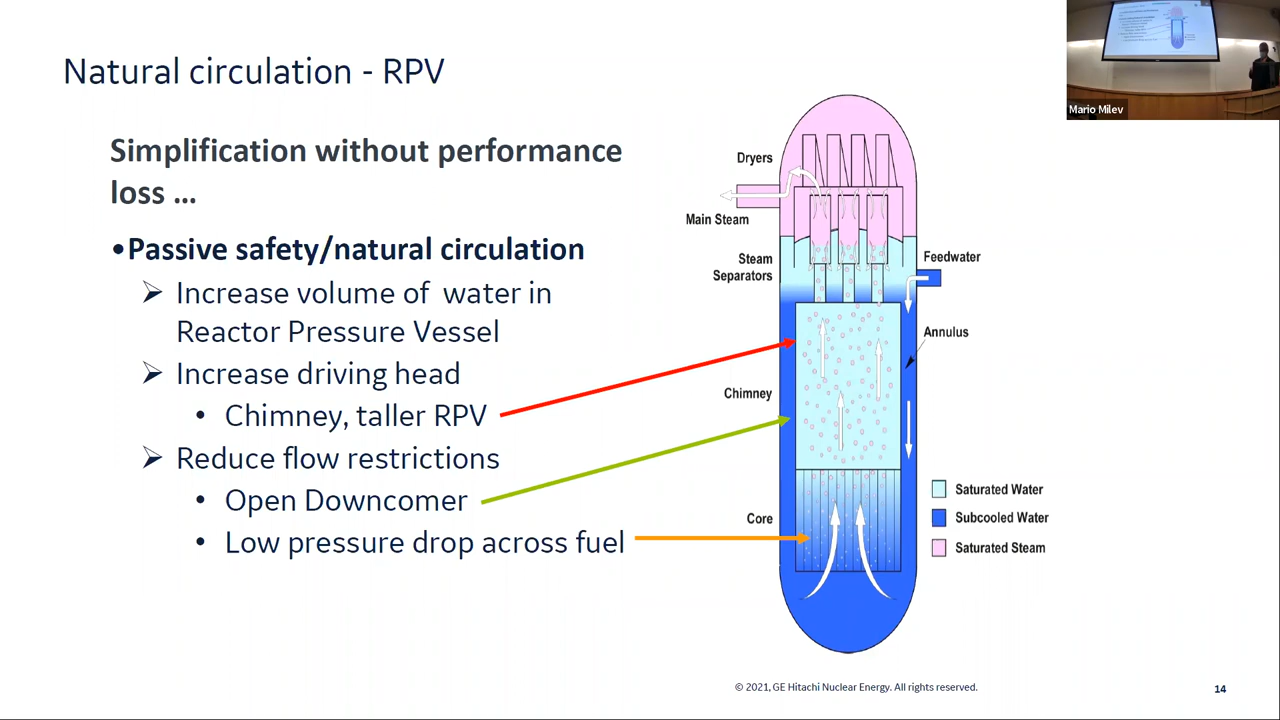 Natural circulation - RPV
Simplification without performance
loss ...
•Passive safety/natural circulation
➢ Increase volume of water in
Reactor Pressure Vessel
➢ Increase driving head
• Chimney, taller RPV
➢ Reduce flow restrictions
• Open Downcomer
• Low pressure drop across fuel
Dryers
Main Steam
Steam
Separators
Feedwater
Annulus
Chimney
Core
Saturated Water
Subcooled Water
Saturated Steam
© 2021, GE Hitachi Nuclear Energy. All rights reserved.
14
Mario Milev